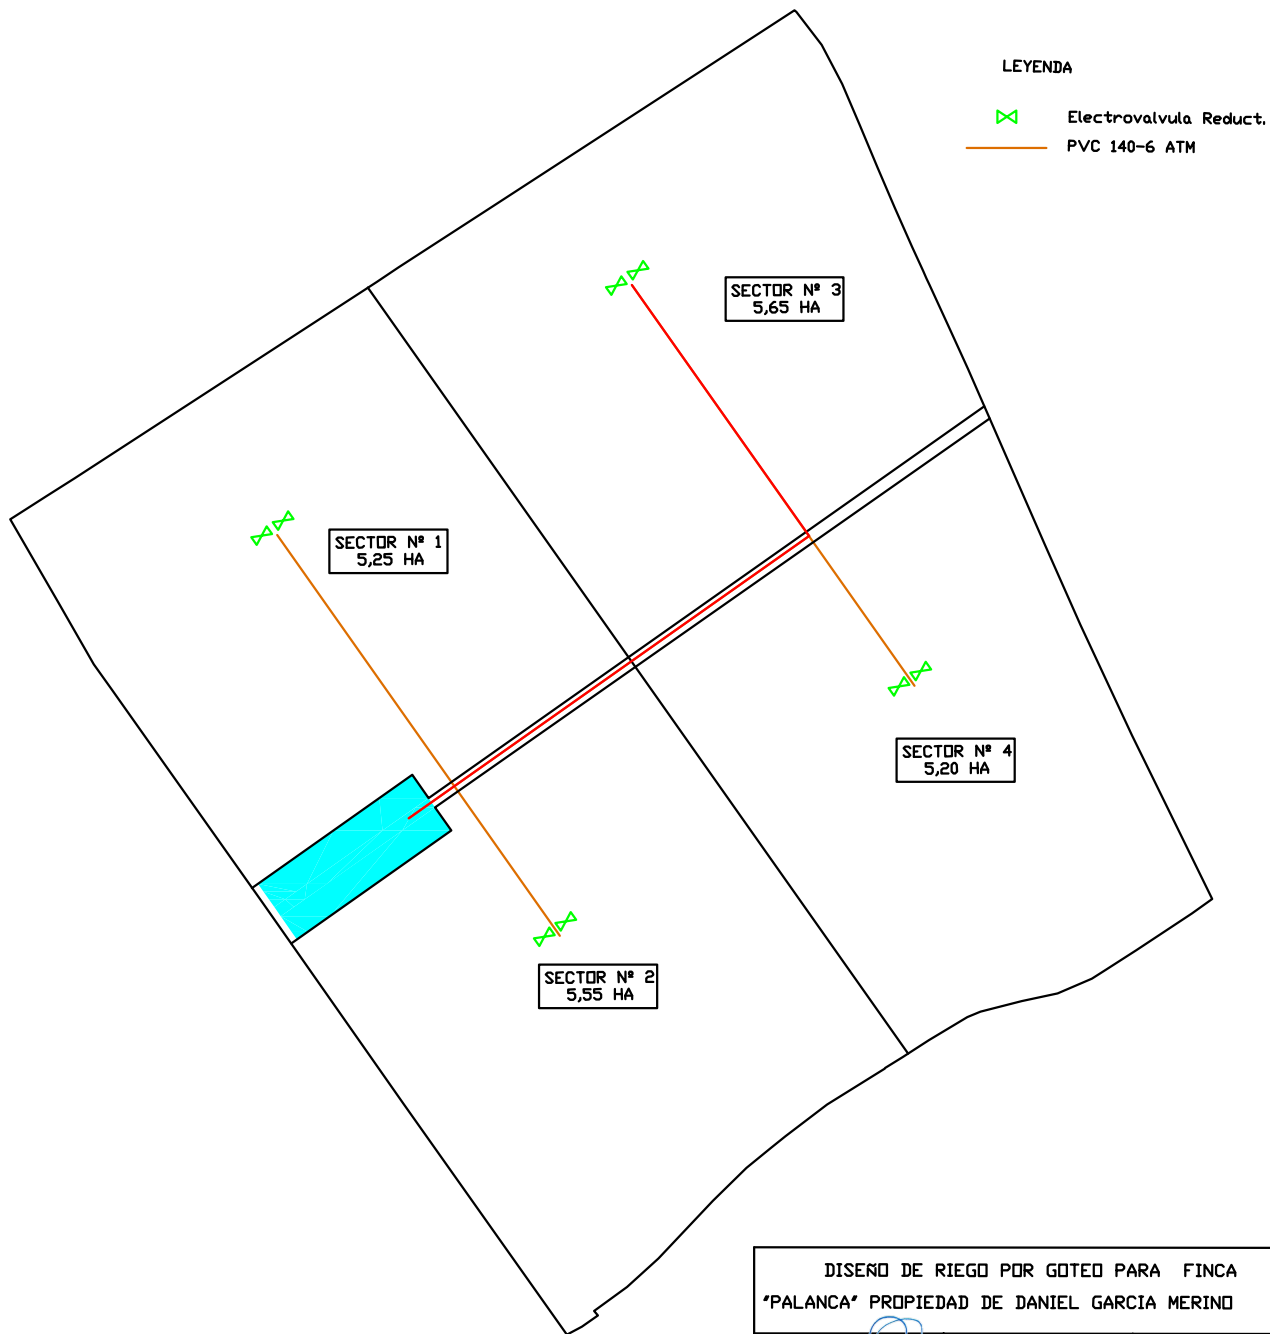 LEYENDA
Electrovalvula Reduct.
PVC 140-6 ATM
SECTOR Nº 3
5,65 HA
SECTOR Nº 1
5,25 HA
SECTOR Nº 4
5,20 HA
SECTOR Nº 2
5,55 HA
DISEÑO DE RIEGO POR GOTEO PARA FINCA
"PALANCA" PROPIEDAD DE DANIEL GARCIA MERINO